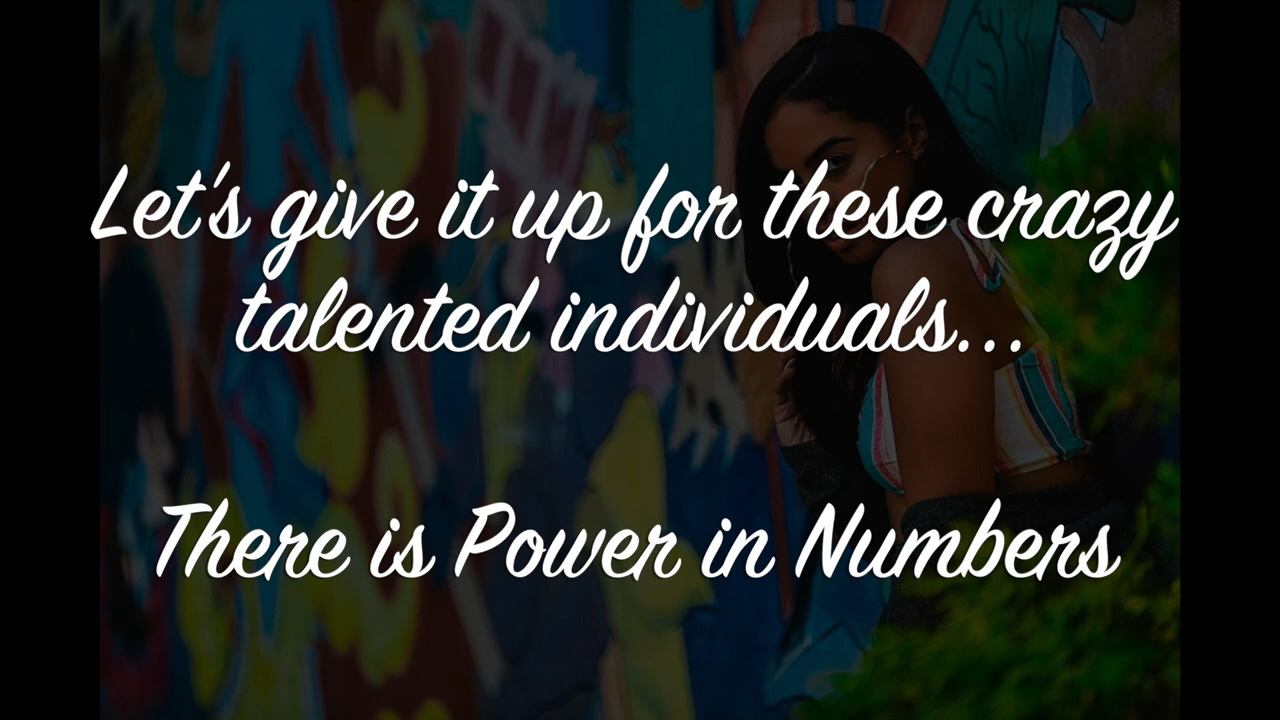 Let's give it up for these crazy
talented individuals...
There is Power in Numbers